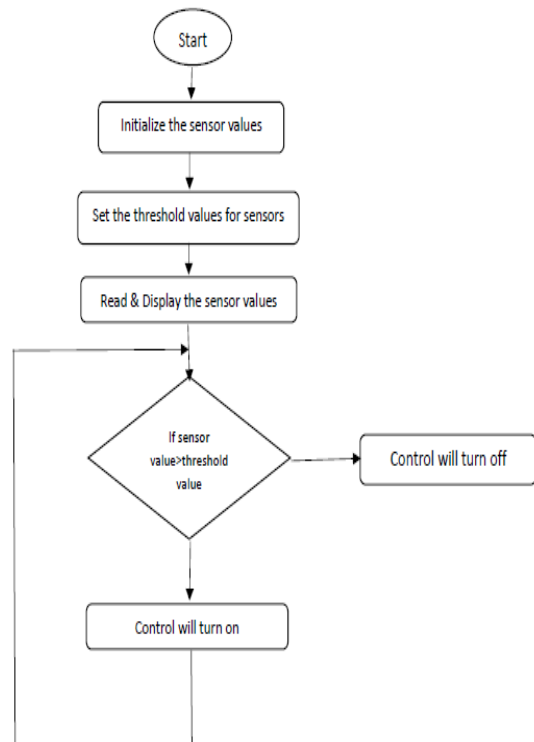 Start
Initialize the sensor values
Set the threshold values for sensors
Read & Display the sensor values
If sensor
value>threshold
value
Control will turn off
Control will turn on